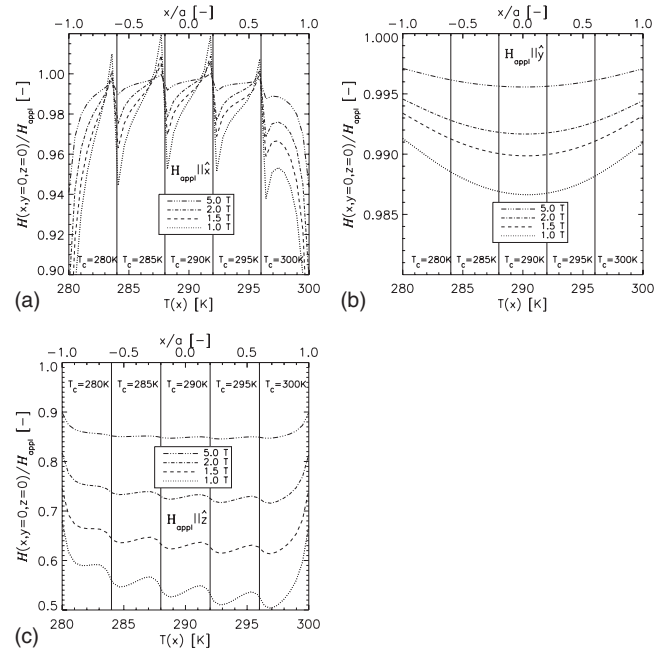 x/a [-]
-1.0 -0.5 0.0 0.5 1.0
H(x,y=0,z=0)/H_appl [-]
1.00
0.98
0.96
0.94
0.92
0.90
H_appl||x̂
5.0 T
2.0 T
1.5 T
1.0 T
T_c=280K T_c=285K T_c=290K T_c=295K T_c=300K
280 285 290 295 300
T(x) [K]
(a)
x/a [-]
-1.0 -0.5 0.0 0.5 1.0
H(x,y=0,z=0)/H_appl [-]
1.000
0.995
0.990
0.985
H_appl||ŷ
5.0 T
2.0 T
1.5 T
1.0 T
T_c=280K T_c=285K T_c=290K T_c=295K T_c=300K
280 285 290 295 300
T(x) [K]
(b)
x/a [-]
-1.0 -0.5 0.0 0.5 1.0
H(x,y=0,z=0)/H_appl [-]
1.0
0.9
0.8
0.7
0.6
0.5
T_c=280K T_c=285K T_c=290K T_c=295K T_c=300K
5.0 T
2.0 T
1.5 T
1.0 T
H_appl||ẑ
280 285 290 295 300
T(x) [K]
(c)